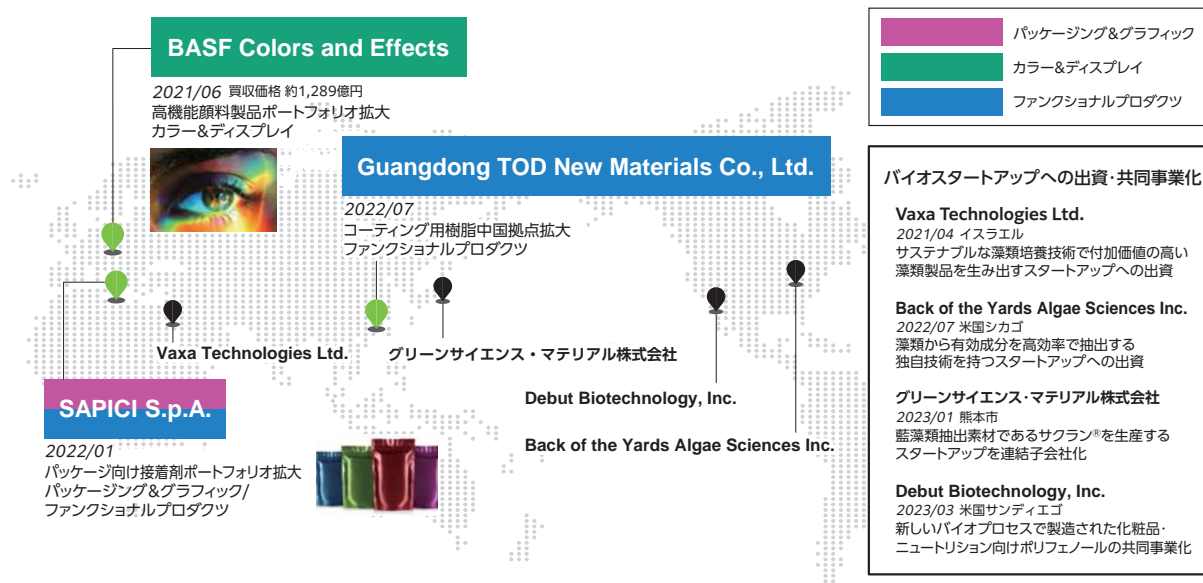 BASF Colors and Effects
2021/06 買収価格 約1,289億円
高機能顔料製品ポートフォリオ拡大
カラー&ディスプレイ
Guangdong TOD New Materials Co., Ltd.
2022/07
コーティング用樹脂中国拠点拡大
ファンクショナルプロダクツ
Vaxa Technologies Ltd.
グリーンサイエンス・マテリアル株式会社
SAPICI S.p.A.
2022/01
パッケージ向け接着剤ポートフォリオ拡大
パッケージング&グラフィック/
ファンクショナルプロダクツ
Debut Biotechnology, Inc.
Back of the Yards Algae Sciences Inc.
パッケージング&グラフィック
カラー&ディスプレイ
ファンクショナルプロダクツ
バイオスタートアップへの出資・共同事業化
Vaxa Technologies Ltd.
2021/04 イスラエル
サステナブルな藻類培養技術で付加価値の高い
藻類製品を生み出すスタートアップへの出資
Back of the Yards Algae Sciences Inc.
2022/07 米国シカゴ
藻類から有効成分を高効率で抽出する
独自技術を持つスタートアップへの出資
グリーンサイエンス・マテリアル株式会社
2023/01 熊本市
藍藻類抽出素材であるサクラン®を生産する
スタートアップを連結子会社化
Debut Biotechnology, Inc.
2023/03 米国サンディエゴ
新しいバイオプロセスで製造された化粧品・
ニュートリション向けポリフェノールの共同事業化